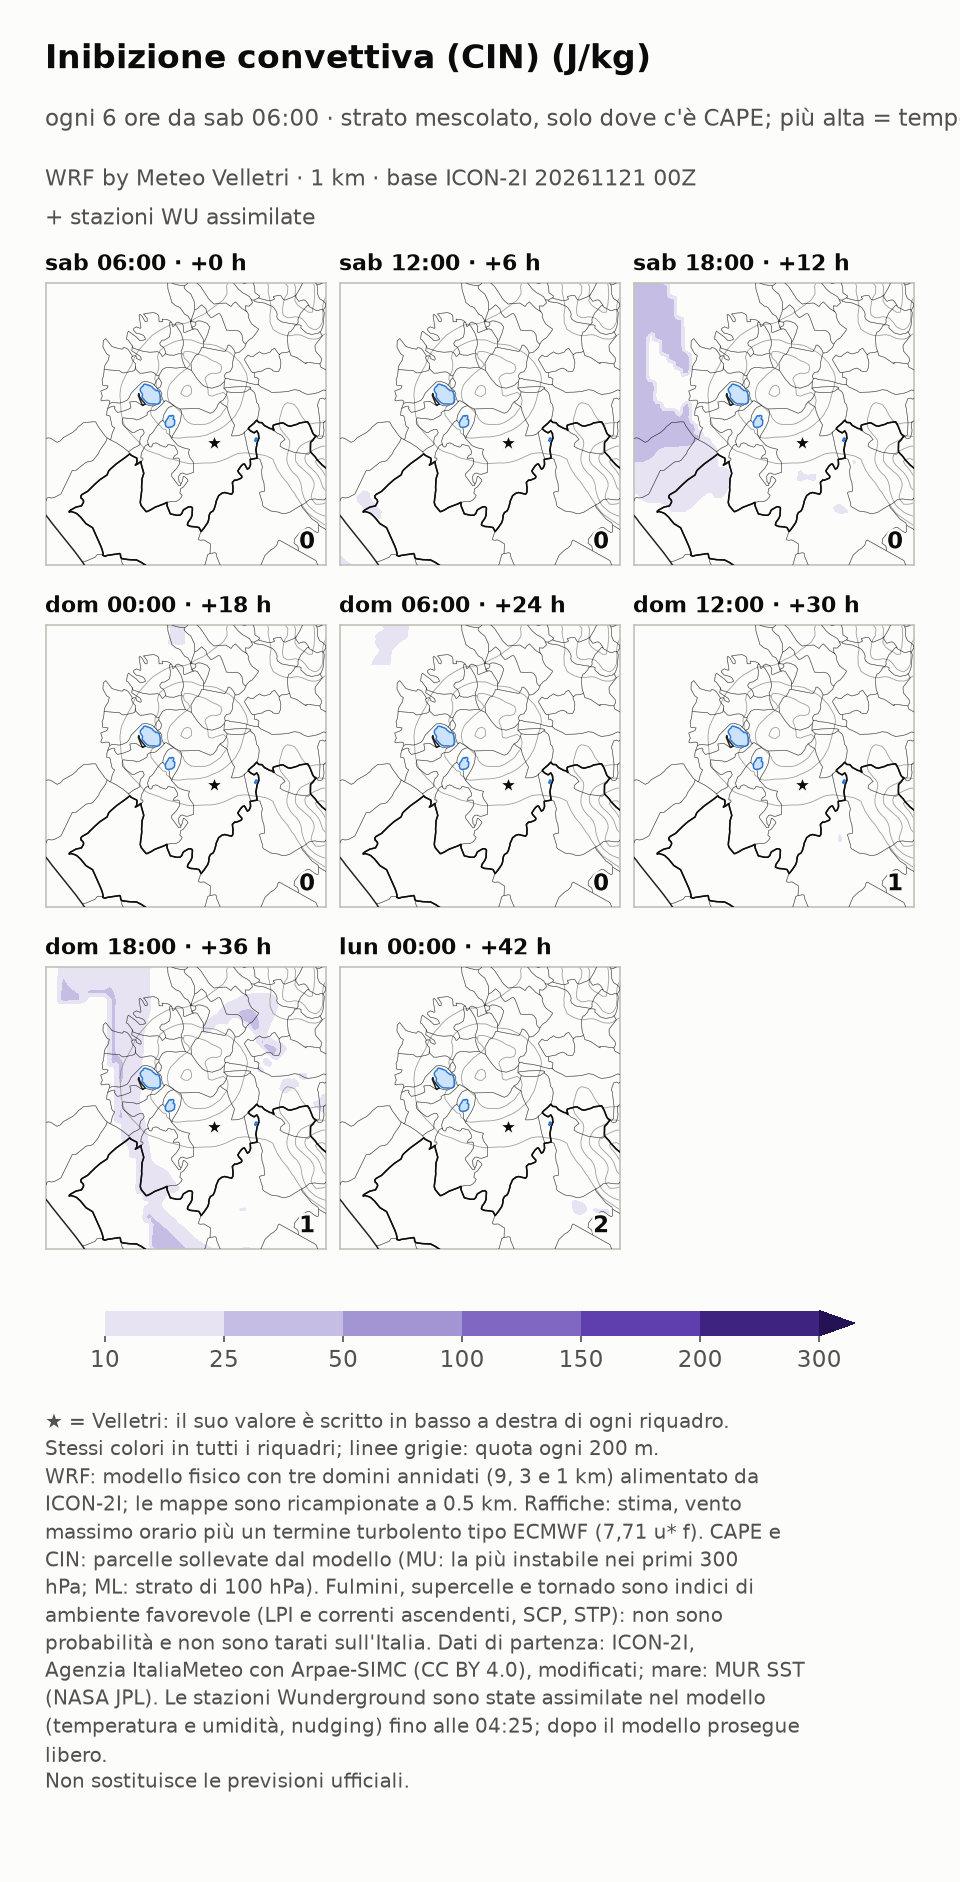 Inibizione convettiva (CIN) (J/kg)
ogni 6 ore da sab 06:00 · strato mescolato, solo dove c'è CAPE; più alta =
WRF by Meteo Velletri · 1 km · base ICON-2I 20261121 00Z
+ stazioni WU assimilate
sab 06:00 · +0 h
sab 12:00 · +6 h
sab 18:00 · +12 h
0
0
0
dom 00:00 · +18 h
dom 06:00 · +24 h
dom 12:00 · +30 h
0
0
1
dom 18:00 · +36 h
lun 00:00 · +42 h
1
2
10 25 50 100 150 200 300
★ = Velletri: il suo valore è scritto in basso a destra di ogni riquadro.
Stessi colori in tutti i riquadri; linee grigie: quota ogni 200 m.
WRF: modello fisico con tre domini annidati (9, 3 e 1 km) alimentato da
ICON-2I; le mappe sono ricampionate a 0.5 km. Raffiche: stima, vento
massimo orario più un termine turbolento tipo ECMWF (7,71 u* f). CAPE e
CIN: parcelle sollevate dal modello (MU: la più instabile nei primi 300
hPa; ML: strato di 100 hPa). Fulmini, supercelle e tornado sono indici di
ambiente favorevole (LPI e correnti ascendenti, SCP, STP): non sono
probabilità e non sono tarati sull'Italia. Dati di partenza: ICON-2I,
Agenzia ItaliaMeteo con Arpae-SIMC (CC BY 4.0), modificati; mare: MUR SST
(NASA JPL). Le stazioni Wunderground sono state assimilate nel modello
(temperatura e umidità, nudging) fino alle 04:25; dopo il modello prosegue
libero.
Non sostituisce le previsioni ufficiali.